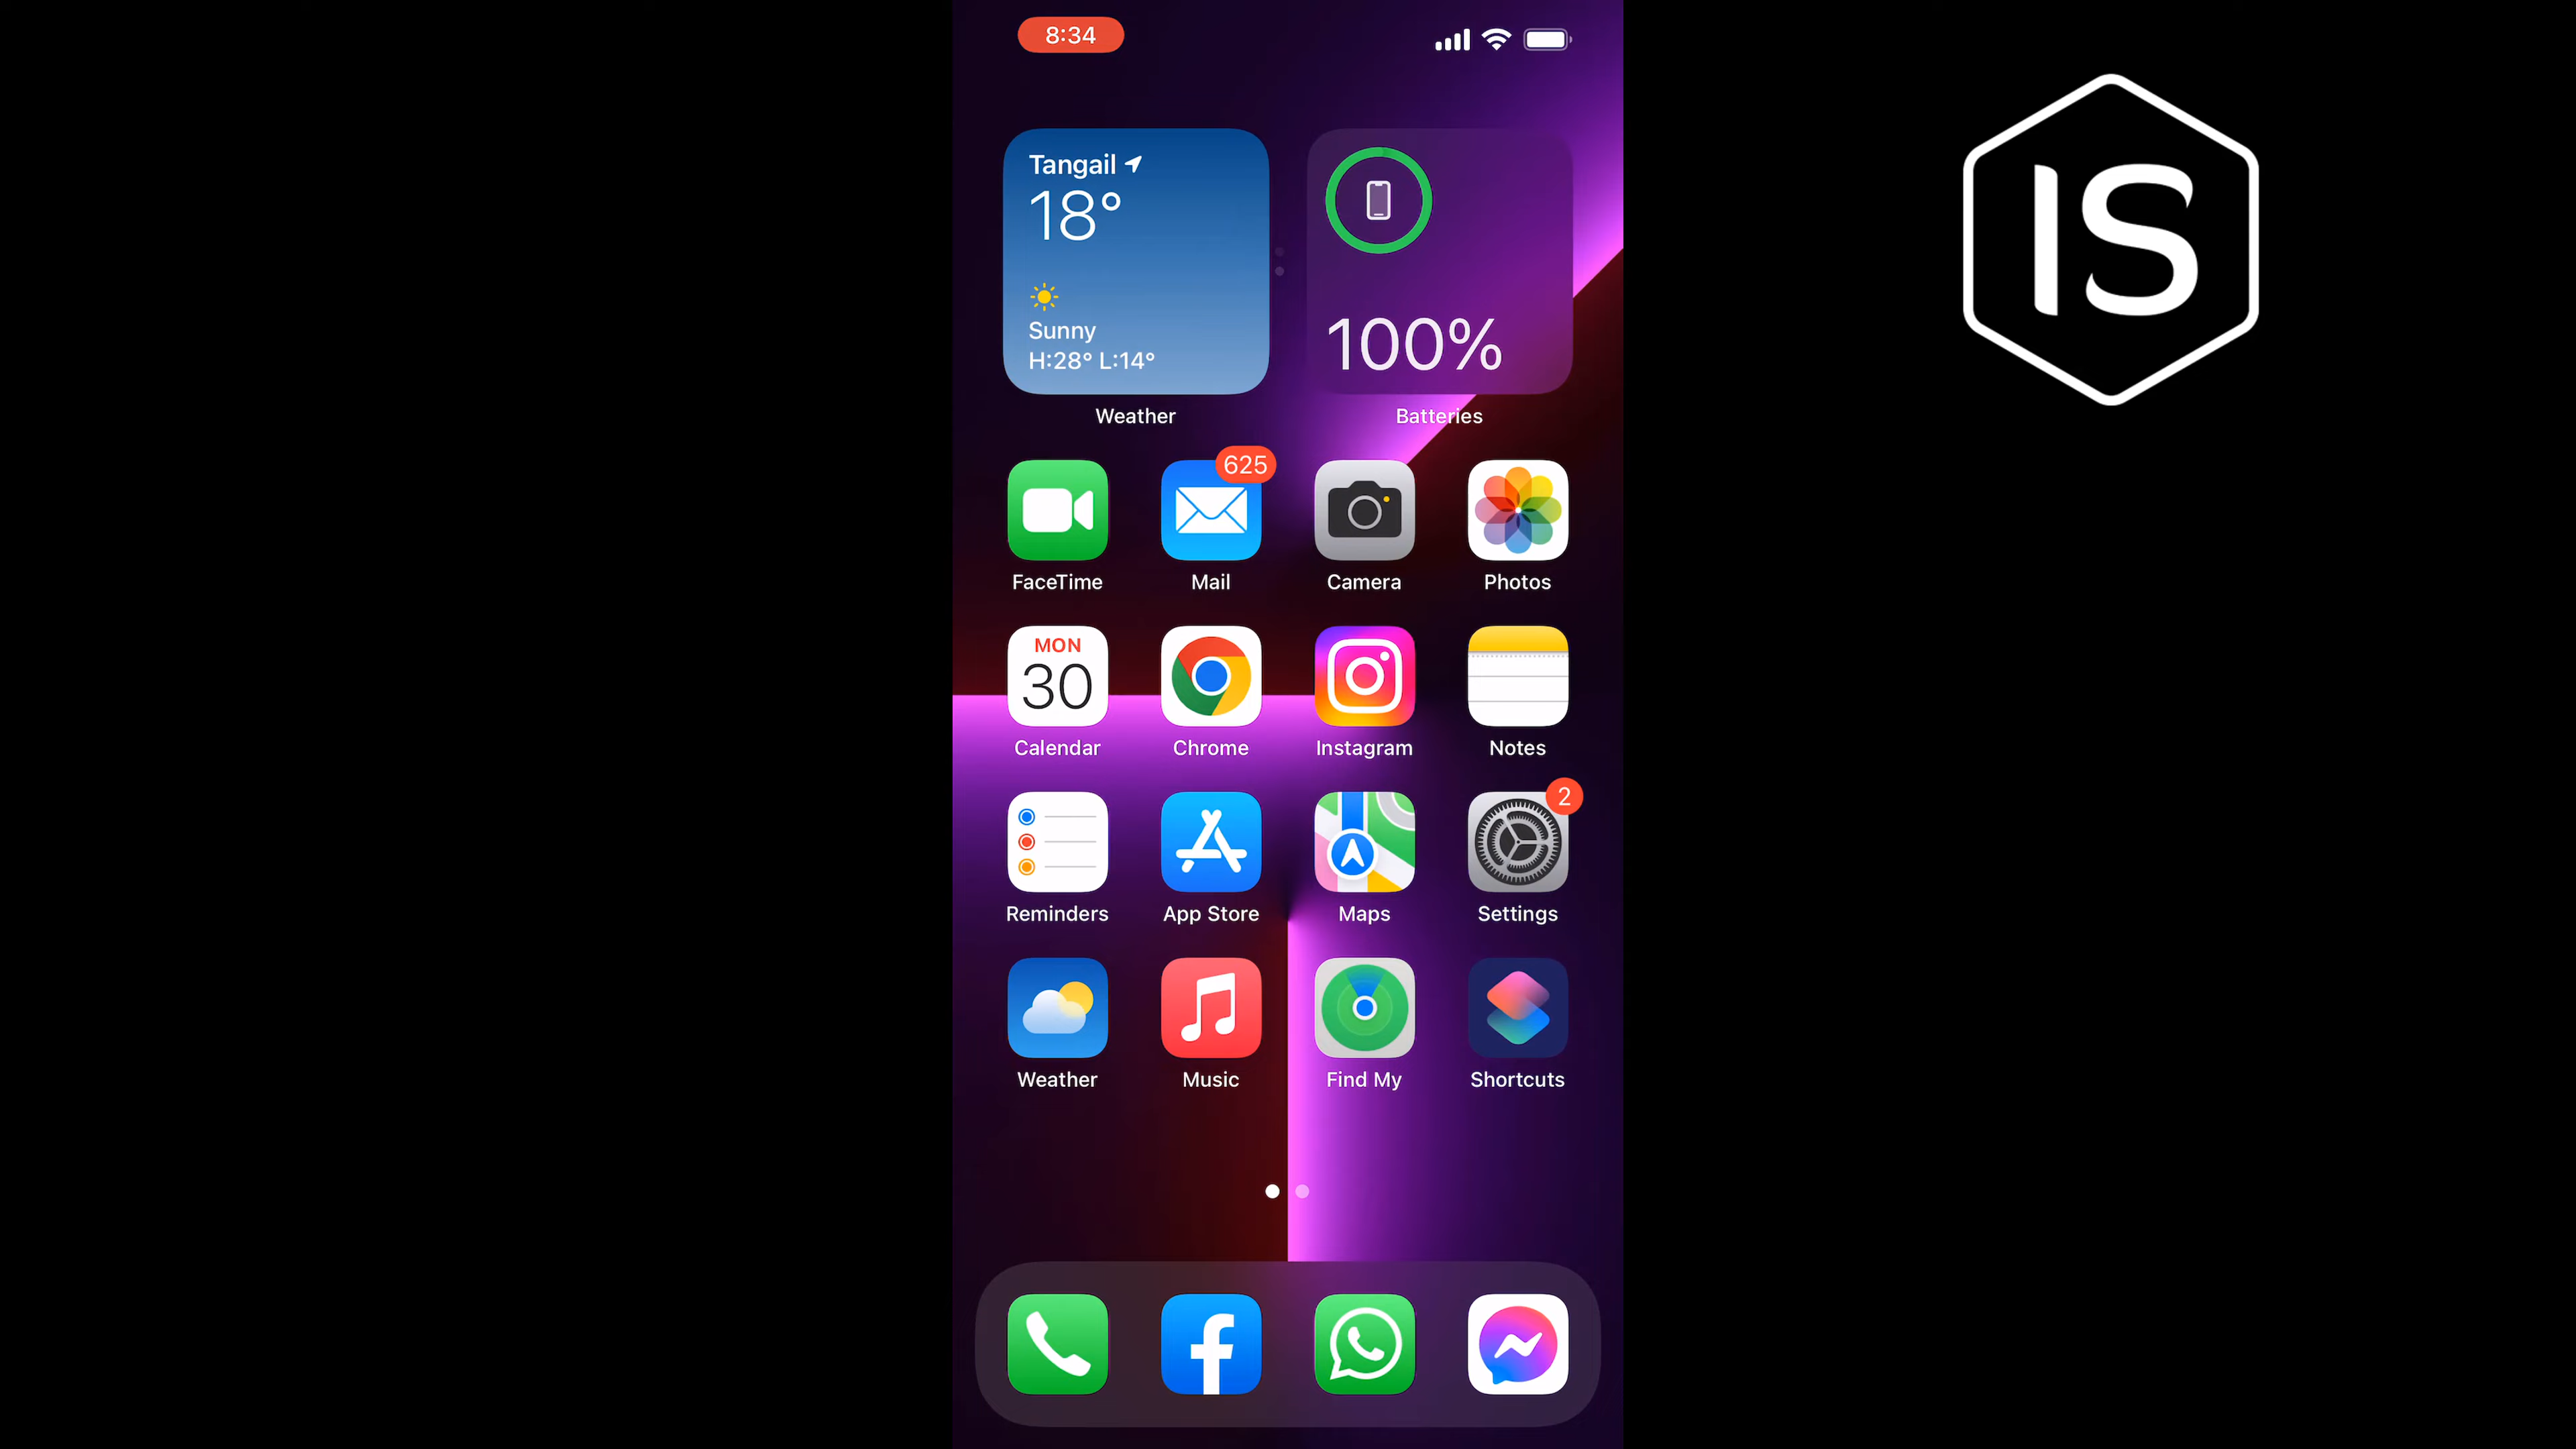 8:34
IS
Tangail
18°
Sunny
H:28° L:14°
Weather
100%
Batteries
625
FaceTime
Mail
Camera
Photos
MON
30
Calendar
Chrome
Instagram
Notes
2
Reminders
App Store
Maps
Settings
Weather
Music
Find My
Shortcuts